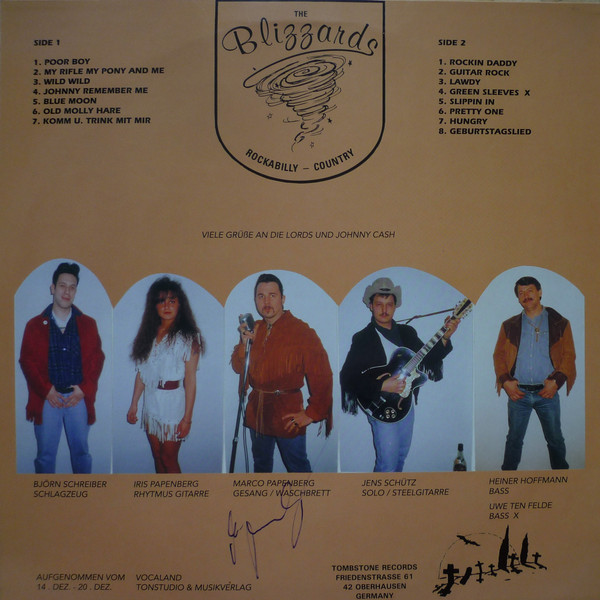 THE
Blizzards
ROCKABILLY – COUNTRY
SIDE 1
1. POOR BOY
2. MY RIFLE MY PONY AND ME
3. WILD WILD
4. JOHNNY REMEMBER ME
5. BLUE MOON
6. OLD MOLLY HARE
7. KOMM U. TRINK MIT MIR
SIDE 2
1. ROCKIN DADDY
2. GUITAR ROCK
3. LAWDY
4. GREEN SLEEVES X
5. SLIPPIN IN
6. PRETTY ONE
7. HUNGRY
8. GEBURTSTAGSLIED
VIELE GRÜßE AN DIE LORDS UND JOHNNY CASH
BJÖRN SCHREIBER
SCHLAGZEUG
IRIS PAPENBERG
RHYTMUS GITARRE
MARCO PAPENBERG
GESANG / WASCHBRETT
JENS SCHÜTZ
SOLO / STEELGITARRE
HEINER HOFFMANN
BASS
UWE TEN FELDE
BASS X
AUFGENOMMEN VOM
14. DEZ. - 20. DEZ.
VOCALAND
TONSTUDIO & MUSIKVERLAG
TOMBSTONE RECORDS
FRIEDENSTRASSE 61
42 OBERHAUSEN
GERMANY